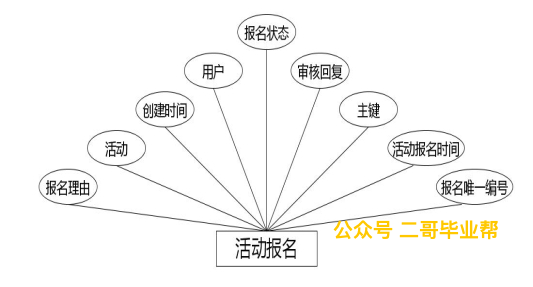 报名状态
用户
审核回复
创建时间
主键
活动
活动报名时间
报名理由
报名唯一编号
公众号 二哥毕业帮
活动报名